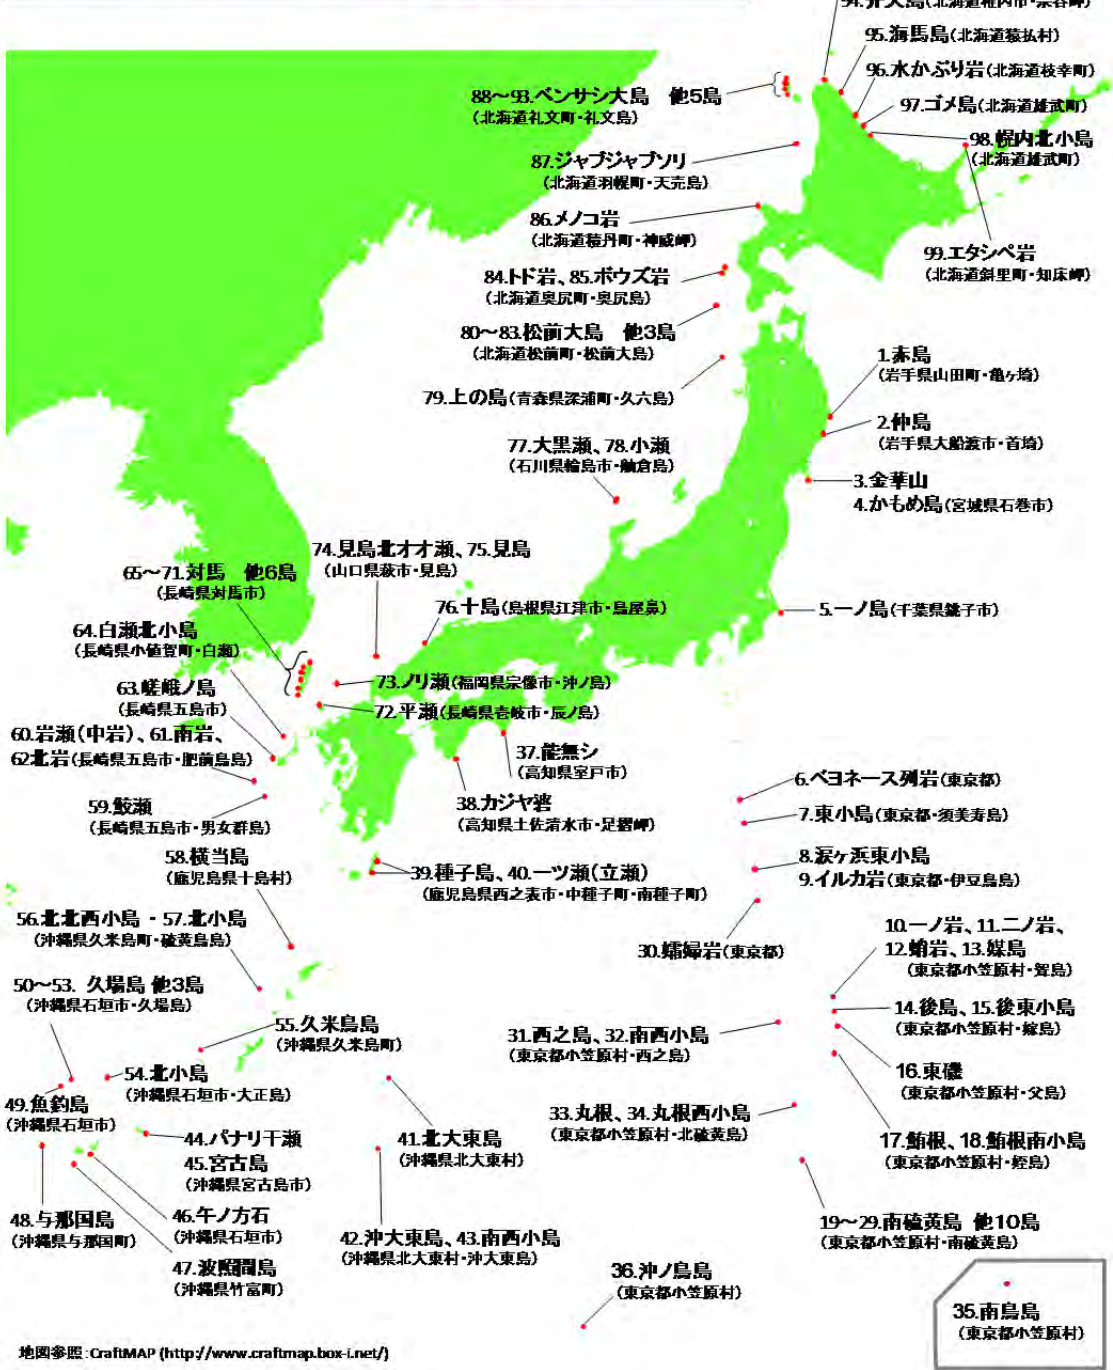 94.弁天島(北海道稚内市・宗谷岬)
95.海馬島(北海道猿払村)
96.水かぶり岩(北海道枝幸町)
97.ゴメ島(北海道雄武町)
98.幌内北小島
(北海道雄武町)
88～93.ベンサシ大島 他5島
(北海道礼文町・礼文島)
87.ジャブジャブソリ
(北海道羽幌町・天売島)
86.メノコ岩
(北海道積丹町・神威岬)
99.エタシペ岩
(北海道斜里町・知床岬)
84.トド岩、85.ボウズ岩
(北海道奥尻町・奥尻島)
80～83.松前大島 他3島
(北海道松前町・松前大島)
79.上の島(青森県深浦町・久六島)
1.赤島
(岩手県山田町・亀ヶ埼)
2.仲島
(岩手県大船渡市・首埼)
77.大黒瀬、78.小瀬
(石川県輪島市・舳倉島)
3.金華山
4.かもめ島(宮城県石巻市)
74.見島北オオ瀬、75.見島
(山口県萩市・見島)
65～71.対馬 他6島
(長崎県対馬市)
76.十島(島根県江津市・鳥屋鼻)
5.一ノ島(千葉県銚子市)
64.白瀬北小島
(長崎県小値賀町・白瀬)
63.嵯峨ノ島
(長崎県五島市)
73.ノリ瀬(福岡県宗像市・沖ノ島)
72.平瀬(長崎県壱岐市・辰ノ島)
60.岩瀬(中岩)、61.南岩、
62北岩(長崎県五島市・肥前鳥島)
37.能無シ
(高知県室戸市)
59.鮫瀬
(長崎県五島市・男女群島)
38.カジヤ碆
(高知県土佐清水市・足摺岬)
6.ベヨネース列岩(東京都)
7.東小島(東京都・須美寿島)
58.横当島
(鹿児島県十島村)
39.種子島、40.一ツ瀬(立瀬)
(鹿児島県西之表市・中種子町・南種子町)
8.涙ヶ浜東小島
9.イルカ岩(東京都・伊豆鳥島)
56.北北西小島 ・ 57.北小島
(沖縄県久米島町・硫黄鳥島)
30.孀婦岩(東京都)
10.一ノ岩、11.二ノ岩、
12.蛸岩、13.媒島
(東京都小笠原村・聟島)
50～53. 久場島 他3島
(沖縄県石垣市・久場島)
55.久米鳥島
(沖縄県久米島町)
31.西之島、32.南西小島
(東京都小笠原村・西之島)
14.後島、15.後東小島
(東京都小笠原村・嫁島)
16.東磯
(東京都小笠原村・父島)
54.北小島
(沖縄県石垣市・大正島)
49.魚釣島
(沖縄県石垣市)
33.丸根、34.丸根西小島
(東京都小笠原村・北硫黄島)
44.パナリ干瀬
45.宮古島
(沖縄県宮古島市)
41.北大東島
(沖縄県北大東村)
17.鮪根、18.鮪根南小島
(東京都小笠原村・姪島)
48.与那国島
(沖縄県与那国町)
46.午ノ方石
(沖縄県石垣市)
42.沖大東島、43.南西小島
(沖縄県北大東村・沖大東島)
19～29.南硫黄島 他10島
(東京都小笠原村・南硫黄島)
47.波照間島
(沖縄県竹富町)
36.沖ノ鳥島
(東京都小笠原村)
35.南鳥島
(東京都小笠原村)
地図参照:CraftMAP (http://www.craftmap.box-i.net/)